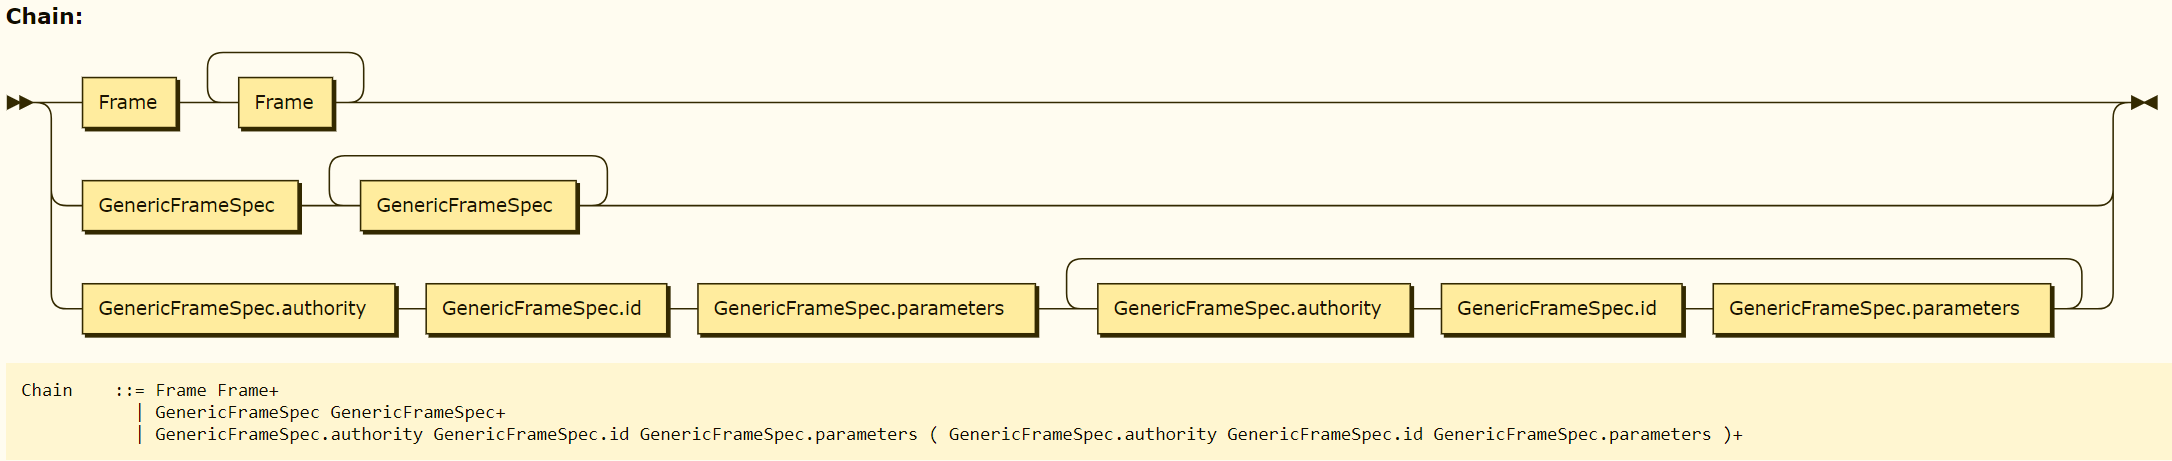 Chain:
Frame Frame
GenericFrameSpec GenericFrameSpec
GenericFrameSpec.authority GenericFrameSpec.id GenericFrameSpec.parameters GenericFrameSpec.authority GenericFrameSpec.id GenericFrameSpec.parameters
Chain ::= Frame Frame+
| GenericFrameSpec GenericFrameSpec+
| GenericFrameSpec.authority GenericFrameSpec.id GenericFrameSpec.parameters ( GenericFrameSpec.authority GenericFrameSpec.id GenericFrameSpec.parameters )+